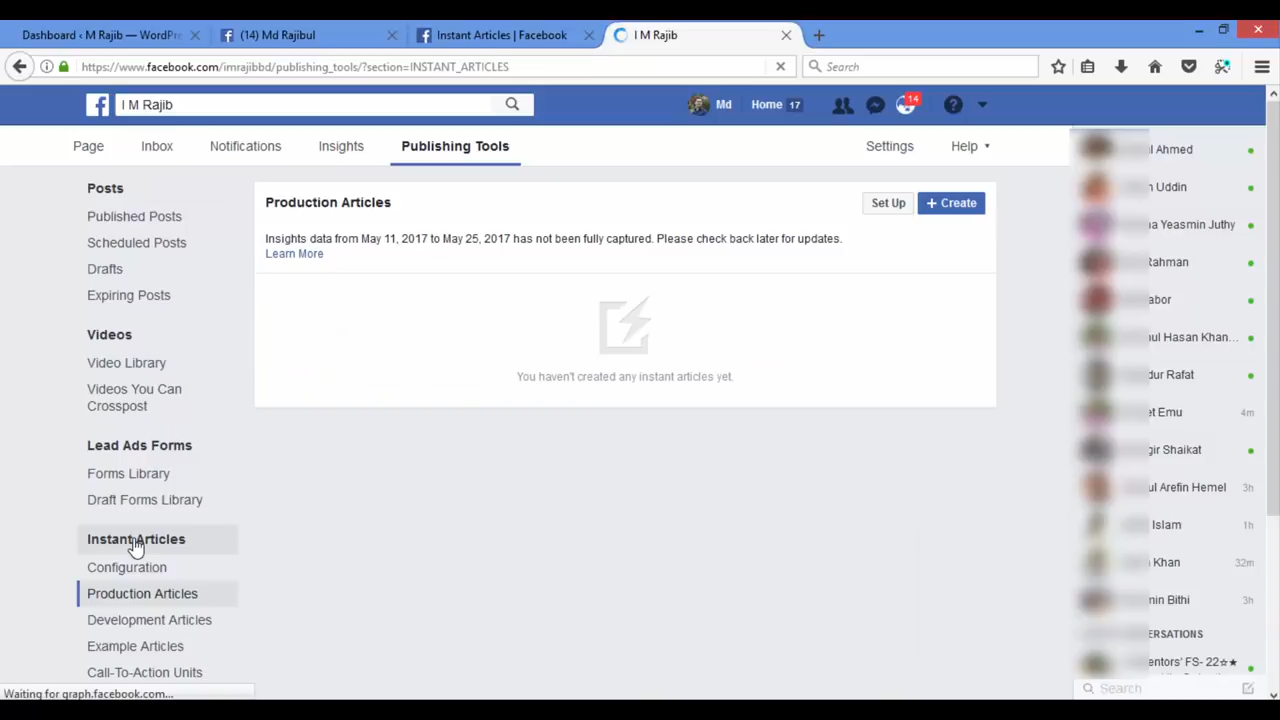 Dashboard ‹ M Rajib — WordPre
(14) Md Rajibul
Instant Articles | Facebook
I M Rajib
https://www.facebook.com/imrajibbd/publishing_tools/?section=INSTANT_ARTICLES
Search
I M Rajib
Md
Home 17
14
Page
Inbox
Notifications
Insights
Publishing Tools
Settings
Help
Posts
Published Posts
Scheduled Posts
Drafts
Expiring Posts
Videos
Video Library
Videos You Can
Crosspost
Lead Ads Forms
Forms Library
Draft Forms Library
Instant Articles
Configuration
Production Articles
Development Articles
Example Articles
Call-To-Action Units
Waiting for graph.facebook.com...
Production Articles
Set Up
+ Create
Insights data from May 11, 2017 to May 25, 2017 has not been fully captured. Please check back later for updates.
Learn More
You haven't created any instant articles yet.
l Ahmed
Uddin
a Yeasmin Juthy
Rahman
abor
ul Hasan Khan...
dur Rafat
et Emu 4m
gir Shaikat
ul Arefin Hemel 3h
Islam 1h
Khan 32m
min Bithi 3h
ERSATIONS
entors' FS- 22☆★
Search